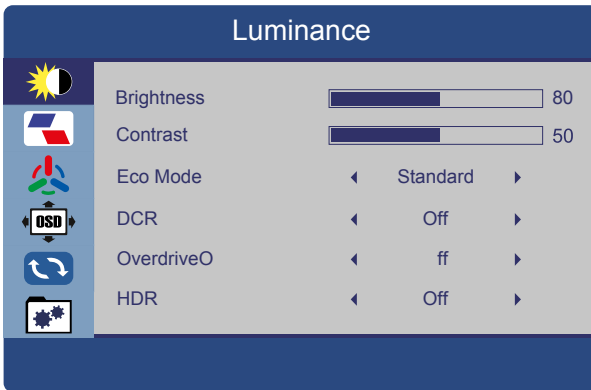 Luminance
Brightness 80
Contrast 50
Eco Mode Standard
DCR Off
OverdriveO ff
OSD
HDR Off